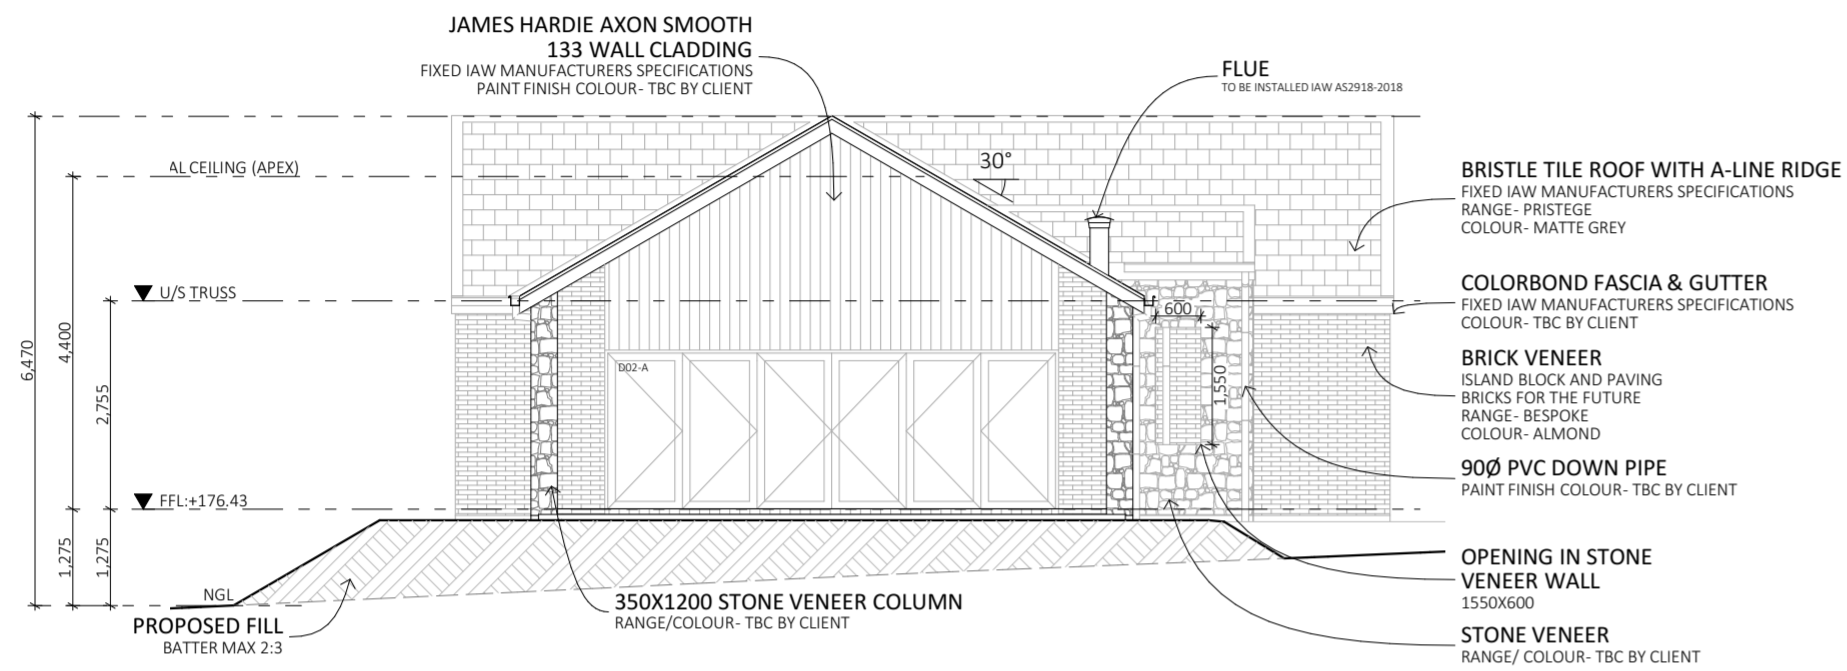 JAMES HARDIE AXON SMOOTH
133 WALL CLADDING
FIXED IAW MANUFACTURERS SPECIFICATIONS
PAINT FINISH COLOUR- TBC BY CLIENT
FLUE
TO BE INSTALLED IAW AS2918-2018
AL CEILING (APEX)
30°
BRISTLE TILE ROOF WITH A-LINE RIDGE
FIXED IAW MANUFACTURERS SPECIFICATIONS
RANGE- PRISTEGE
COLOUR- MATTE GREY
U/S TRUSS
COLORBOND FASCIA & GUTTER
FIXED IAW MANUFACTURERS SPECIFICATIONS
COLOUR- TBC BY CLIENT
600
6,470
4,400
2,755
1,550
D02-A
BRICK VENEER
ISLAND BLOCK AND PAVING
BRICKS FOR THE FUTURE
RANGE- BESPOKE
COLOUR- ALMOND
90Ø PVC DOWN PIPE
PAINT FINISH COLOUR- TBC BY CLIENT
FFL:+176.43
1,275
1,275
NGL
OPENING IN STONE
VENEER WALL
1550X600
350X1200 STONE VENEER COLUMN
RANGE/COLOUR- TBC BY CLIENT
PROPOSED FILL
BATTER MAX 2:3
STONE VENEER
RANGE/ COLOUR- TBC BY CLIENT